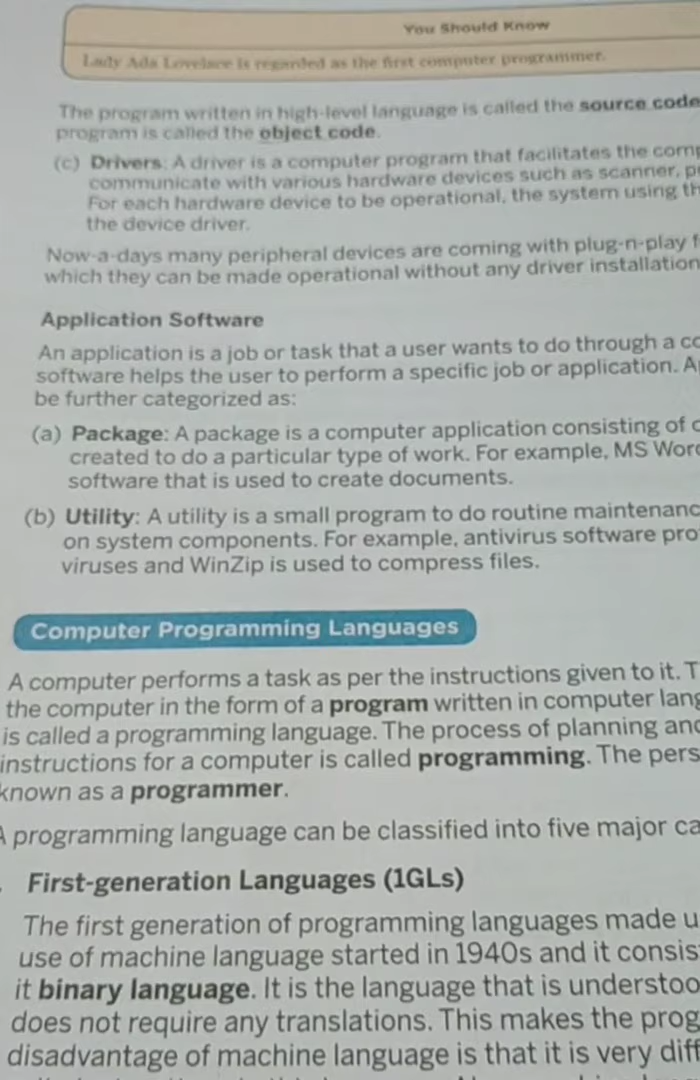 You Should Know
Lady Ada Lovelace is regarded as the first computer programmer.
The program written in high-level language is called the source code
program is called the object code.
(c) Drivers: A driver is a computer program that facilitates the
communicate with various hardware devices such as scanner,
For each hardware device to be operational, the system using
the device driver.
Now-a-days many peripheral devices are coming with plug-n-play
which they can be made operational without any driver installation
Application Software
An application is a job or task that a user wants to do through a
software helps the user to perform a specific job or application.
be further categorized as:
(a) Package: A package is a computer application consisting of
created to do a particular type of work. For example, MS Word
software that is used to create documents.
(b) Utility: A utility is a small program to do routine maintenanc
on system components. For example, antivirus software pro
viruses and WinZip is used to compress files.
Computer Programming Languages
A computer performs a task as per the instructions given to it. T
the computer in the form of a program written in computer lang
is called a programming language. The process of planning and
instructions for a computer is called programming. The pers
known as a programmer.
A programming language can be classified into five major ca
First-generation Languages (1GLs)
The first generation of programming languages made u
use of machine language started in 1940s and it consis
it binary language. It is the language that is understoo
does not require any translations. This makes the prog
disadvantage of machine language is that it is very diff